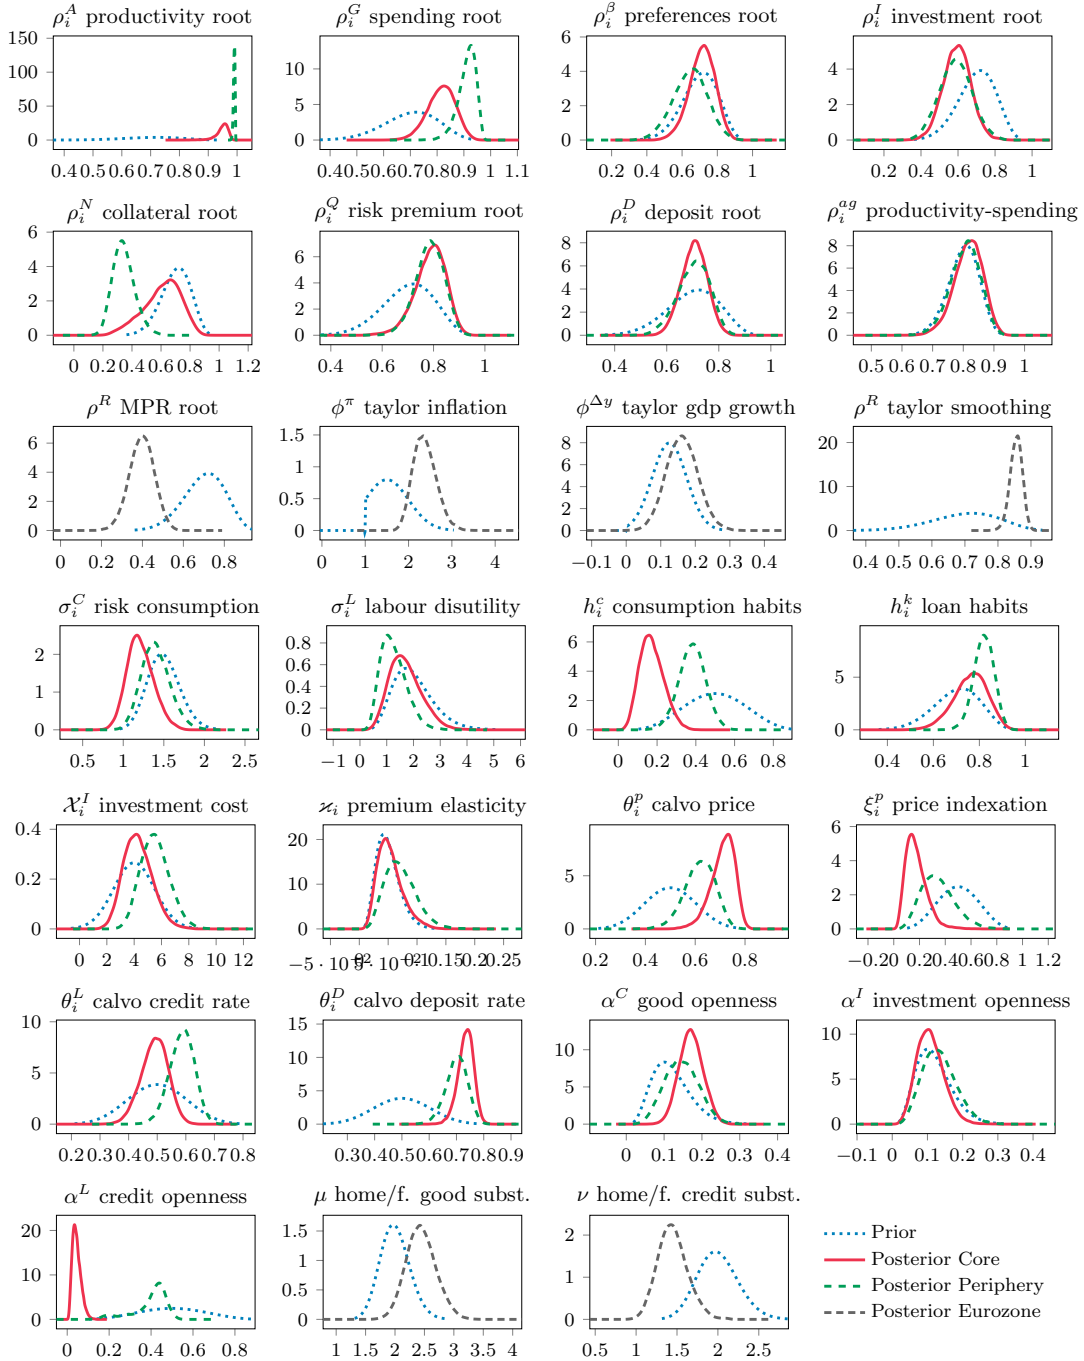 ρ_i^A productivity root
ρ_i^G spending root
ρ_i^β preferences root
ρ_i^I investment root
150
100
50
0
0.4 0.5 0.6 0.7 0.8 0.9 1
10
5
0
0.4 0.5 0.6 0.7 0.8 0.9 1 1.1
6
4
2
0
0.2 0.4 0.6 0.8 1
6
4
2
0
0.2 0.4 0.6 0.8 1
ρ_i^N collateral root
ρ_i^Q risk premium root
ρ_i^D deposit root
ρ_i^{ag} productivity-spending
6
4
2
0
0 0.2 0.4 0.6 0.8 1 1.2
6
4
2
0
0.4 0.6 0.8 1
8
6
4
2
0
0.4 0.6 0.8 1
8
6
4
2
0
0.5 0.6 0.7 0.8 0.9 1
ρ^R MPR root
ϕ^π taylor inflation
ϕ^{Δy} taylor gdp growth
ρ^R taylor smoothing
6
4
2
0
0 0.2 0.4 0.6 0.8
1.5
1
0.5
0
0 1 2 3 4
8
6
4
2
0
−0.1 0 0.1 0.2 0.3 0.4
20
10
0
0.4 0.5 0.6 0.7 0.8 0.9
σ_i^C risk consumption
σ_i^L labour disutility
h_i^c consumption habits
h_i^k loan habits
2
1
0
0.5 1 1.5 2 2.5
0.8
0.6
0.4
0.2
0
−1 0 1 2 3 4 5 6
6
4
2
0
0 0.2 0.4 0.6 0.8
5
0
0.4 0.6 0.8 1
𝒳_i^I investment cost
ϰ_i premium elasticity
θ_i^p calvo price
ξ_i^p price indexation
0.4
0.2
0
0 2 4 6 8 10 12
20
10
0
0.15 0.2 0.25
5
0
0.2 0.4 0.6 0.8
6
4
2
0
−0.2 0 0.2 0.4 0.6 0.8 1 1.2
θ_i^L calvo credit rate
θ_i^D calvo deposit rate
α^C good openness
α^I investment openness
10
5
0
0.2 0.3 0.4 0.5 0.6 0.7 0.8
15
10
5
0
0.3 0.4 0.5 0.6 0.7 0.8 0.9
10
5
0
0 0.1 0.2 0.3 0.4
10
5
0
−0.1 0 0.1 0.2 0.3 0.4
α^L credit openness
μ home/f. good subst.
ν home/f. credit subst.
20
10
0
0 0.2 0.4 0.6 0.8
1.5
1
0.5
0
1 1.5 2 2.5 3 3.5 4
2
1
0
0.5 1 1.5 2 2.5
Prior
Posterior Core
Posterior Periphery
Posterior Eurozone